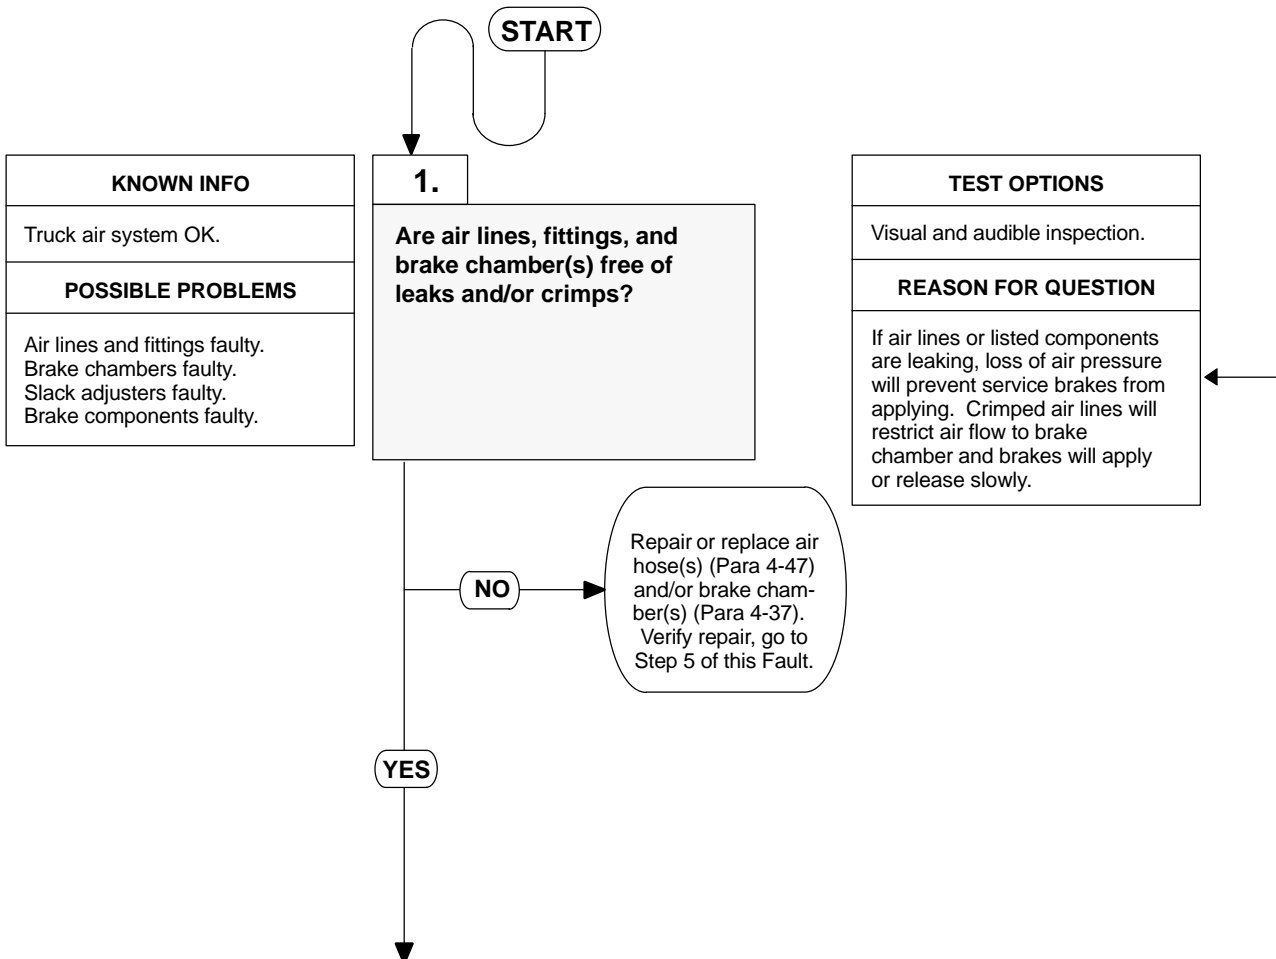 START
KNOWN INFO
Truck air system OK.
POSSIBLE PROBLEMS
Air lines and fittings faulty.
Brake chambers faulty.
Slack adjusters faulty.
Brake components faulty.
1.
Are air lines, fittings, and
brake chamber(s) free of
leaks and/or crimps?
TEST OPTIONS
Visual and audible inspection.
REASON FOR QUESTION
If air lines or listed components
are leaking, loss of air pressure
will prevent service brakes from
applying. Crimped air lines will
restrict air flow to brake
chamber and brakes will apply
or release slowly.
NO
Repair or replace air
hose(s) (Para 4-47)
and/or brake cham-
ber(s) (Para 4-37).
Verify repair, go to
Step 5 of this Fault.
YES